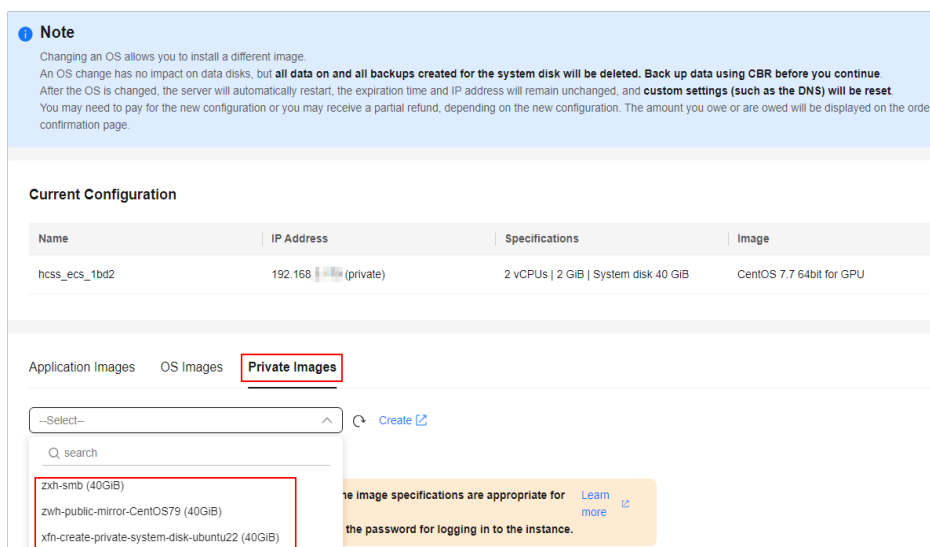 Note
Changing an OS allows you to install a different image.
An OS change has no impact on data disks, but all data on and all backups created for the system disk will be deleted. Back up data using CBR before you continue.
After the OS is changed, the server will automatically restart, the expiration time and IP address will remain unchanged, and custom settings (such as the DNS) will be reset.
You may need to pay for the new configuration or you may receive a partial refund, depending on the new configuration. The amount you owe or are owed will be displayed on the orde
confirmation page.
Current Configuration
Name IP Address Specifications Image
hcss_ecs_1bd2 192.168 (private) 2 vCPUs | 2 GiB | System disk 40 GiB CentOS 7.7 64bit for GPU
Application Images OS Images Private Images
--Select-- Create
search
zxh-smb (40GiB)
he image specifications are appropriate for Learn
more
zwh-public-mirror-CentOS79 (40GiB)
the password for logging in to the instance.
xfn-create-private-system-disk-ubuntu22 (40GiB)